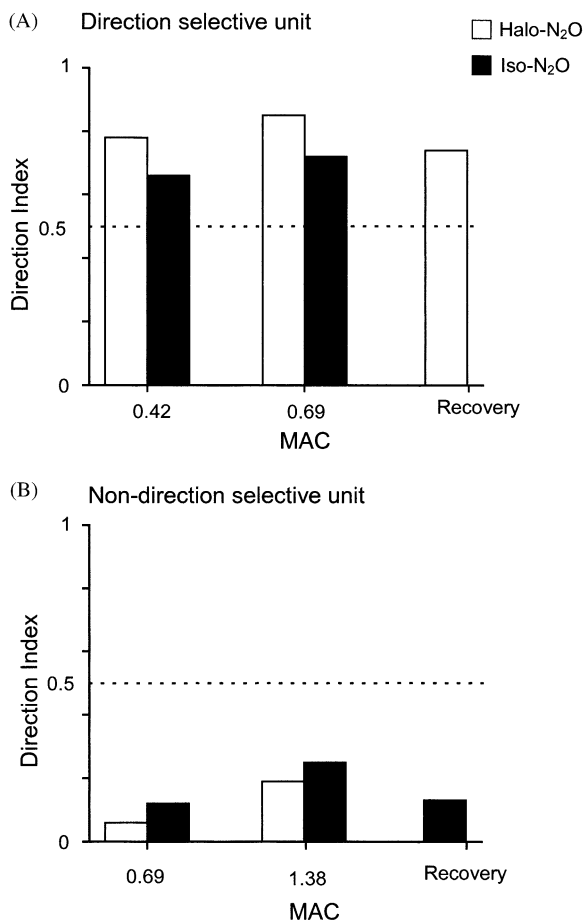 (A) Direction selective unit
Halo-N₂O
Iso-N₂O
1
0.5
0
Direction Index
0.42 0.69 Recovery
MAC
(B) Non-direction selective unit
1
0.5
0
Direction Index
0.69 1.38 Recovery
MAC